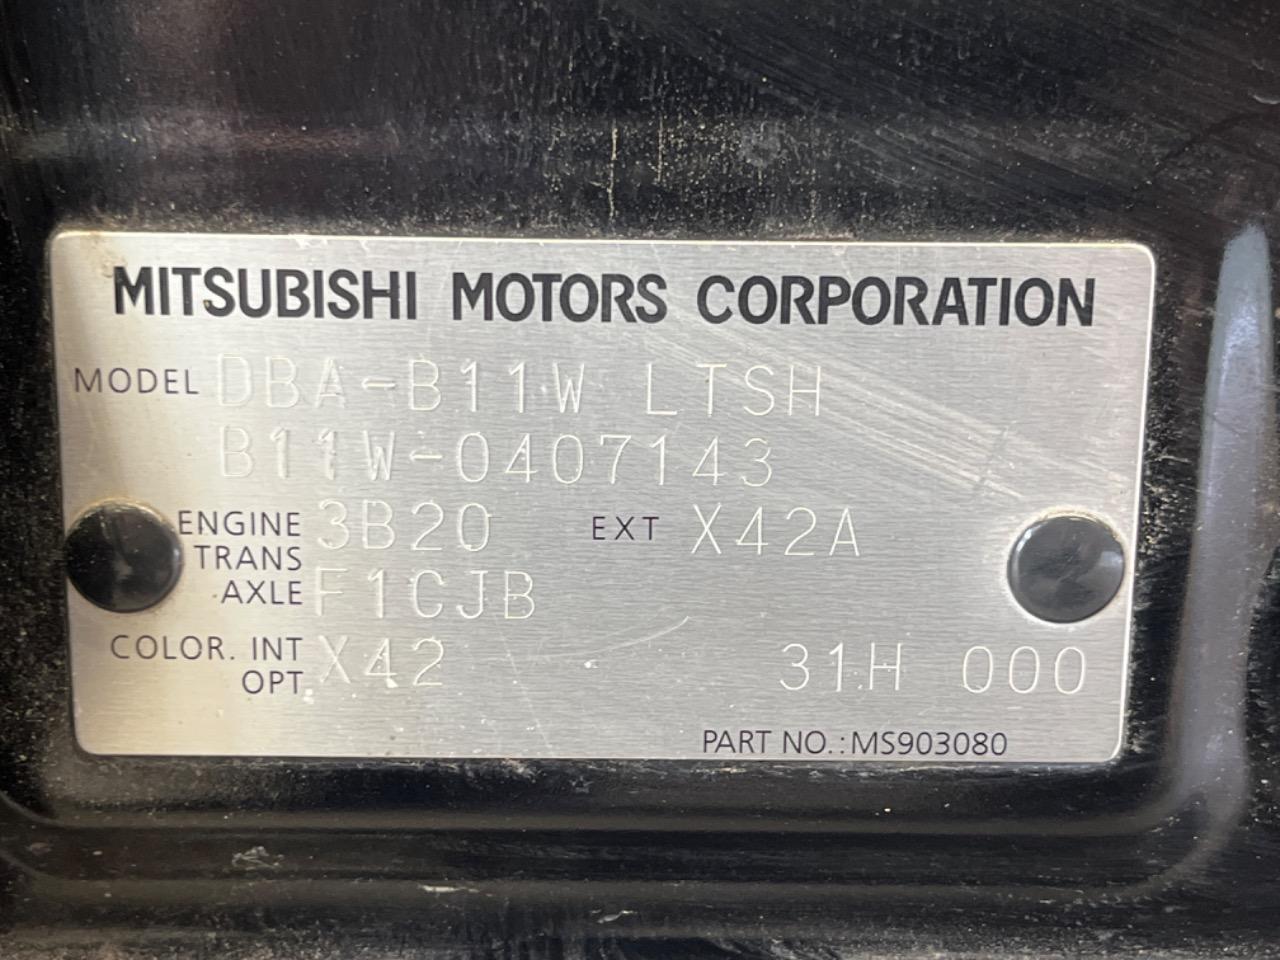 MITSUBISHI MOTORS CORPORATION
MODEL DBA-B11W LTSH
B11W-0407143
ENGINE 3B20 EXT X42A
TRANS
AXLE F1CJB
COLOR. INT X42 31H 000
OPT
PART NO.:MS903080